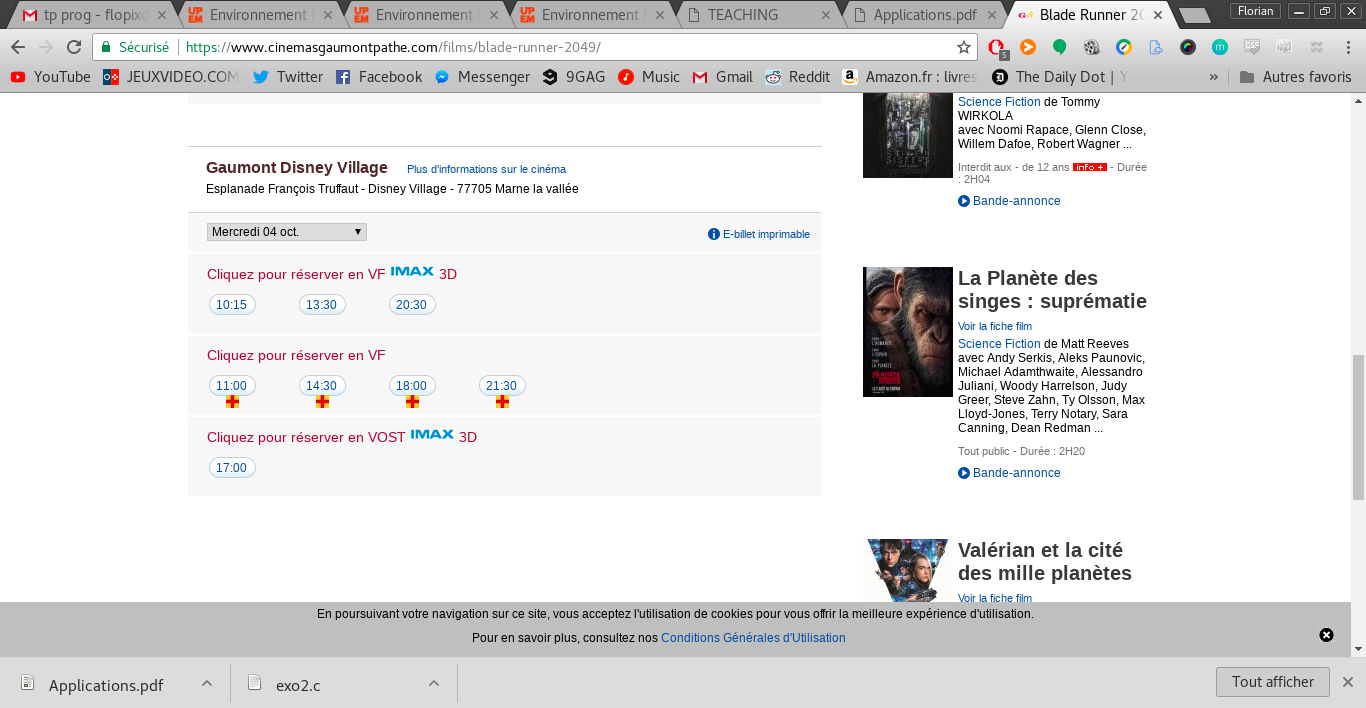 tp prog - flopixd
Environnement
Environnement
Environnement
TEACHING
Applications.pdf
Blade Runner 20
Florian
Sécurisé
https://www.cinemasgaumontpathe.com/films/blade-runner-2049/
5
YouTube
JEUXVIDEO.COM
Twitter
Facebook
Messenger
9GAG
Music
Gmail
Reddit
Amazon.fr : livres
The Daily Dot | Y
»
Autres favoris
Gaumont Disney Village
Plus d'informations sur le cinéma
Esplanade François Truffaut - Disney Village - 77705 Marne la vallée
Mercredi 04 oct.
E-billet imprimable
Cliquez pour réserver en VF IMAX 3D
10:15 13:30 20:30
Cliquez pour réserver en VF
11:00 14:30 18:00 21:30
Cliquez pour réserver en VOST IMAX 3D
17:00
SEVEN
SISTERS
Science Fiction de Tommy
WIRKOLA
avec Noomi Rapace, Glenn Close,
Willem Dafoe, Robert Wagner ...
Interdit aux - de 12 ans info + - Durée
: 2H04
Bande-annonce
La Planète des
singes : suprématie
Voir la fiche film
Science Fiction de Matt Reeves
avec Andy Serkis, Aleks Paunovic,
Michael Adamthwaite, Alessandro
Juliani, Woody Harrelson, Judy
Greer, Steve Zahn, Ty Olsson, Max
Lloyd-Jones, Terry Notary, Sara
Canning, Dean Redman ...
Tout public - Durée : 2H20
Bande-annonce
Valérian et la cité
des mille planètes
Voir la fiche film
En poursuivant votre navigation sur ce site, vous acceptez l'utilisation de cookies pour vous offrir la meilleure expérience d'utilisation.
Pour en savoir plus, consultez nos Conditions Générales d'Utilisation
Applications.pdf
exo2.c
Tout afficher